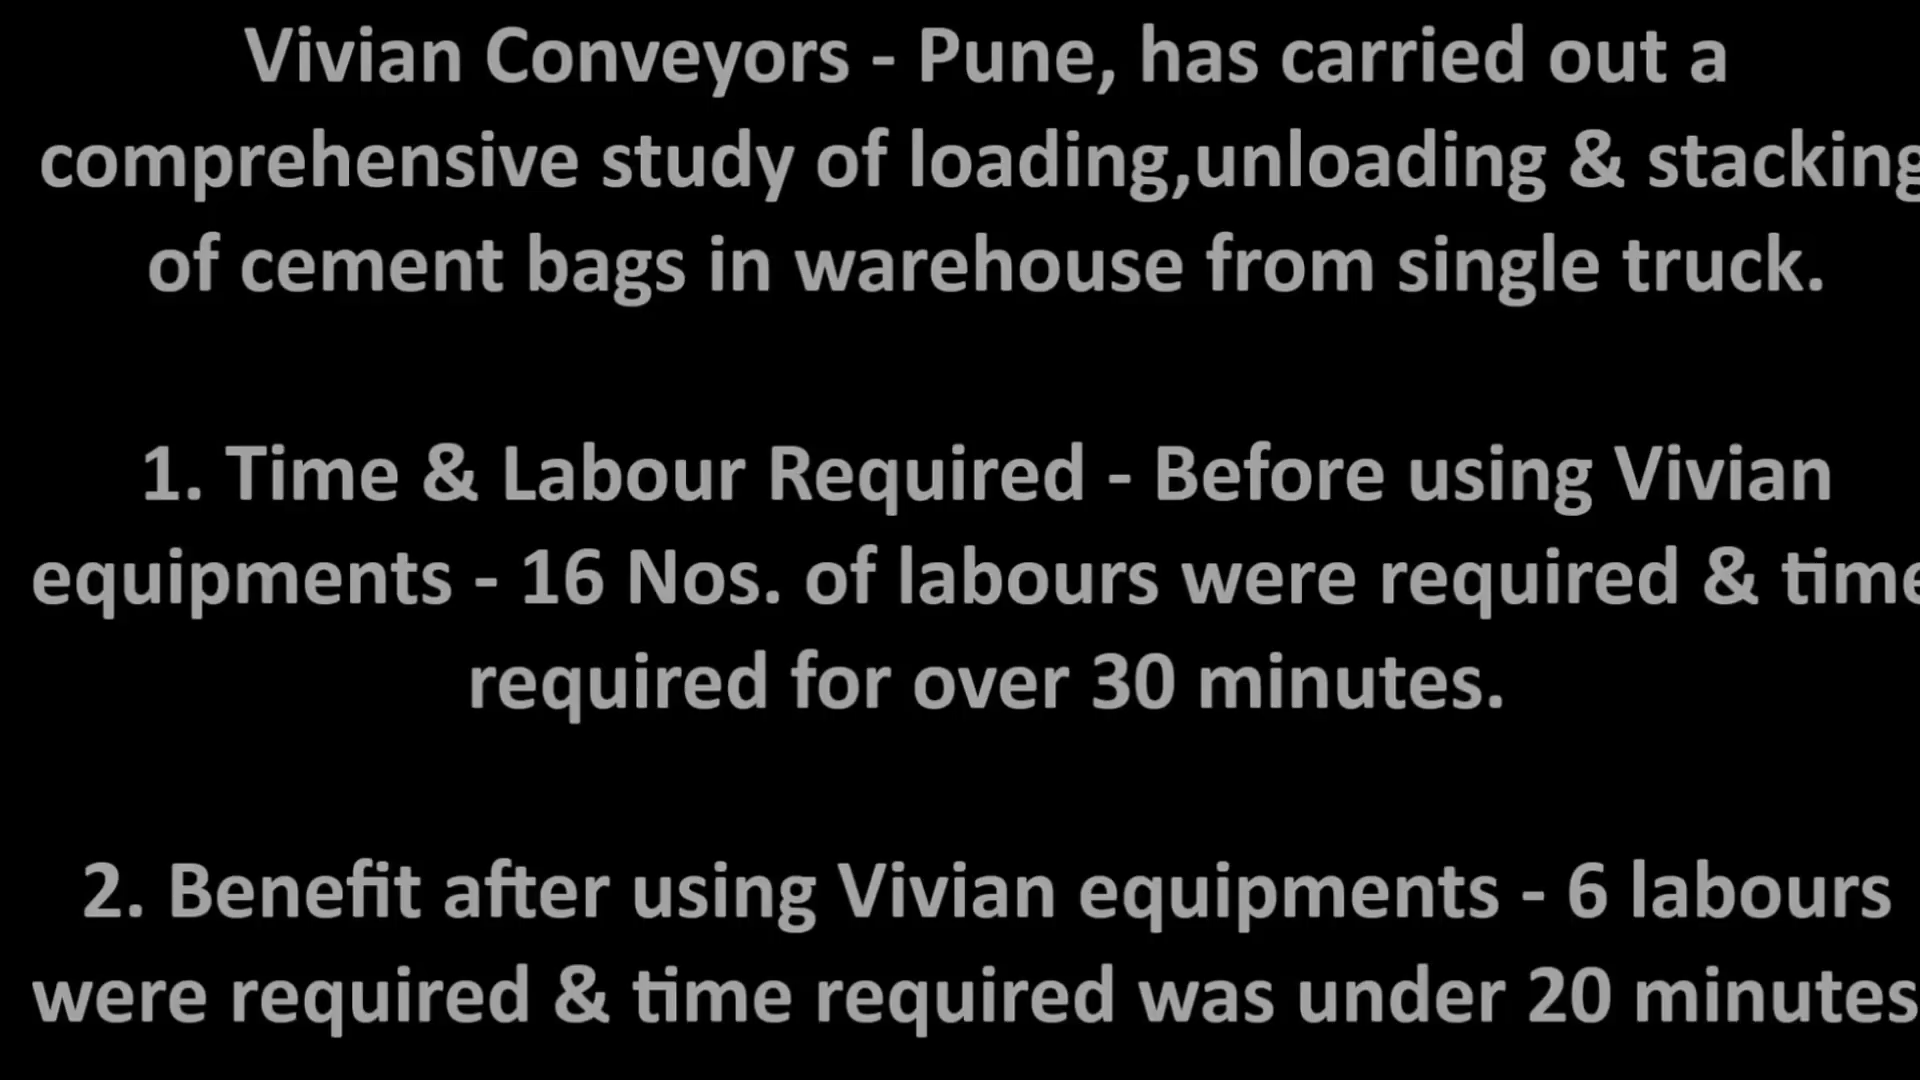 Vivian Conveyors - Pune, has carried out a
comprehensive study of loading,unloading & stacking
of cement bags in warehouse from single truck.
1. Time & Labour Required - Before using Vivian
equipments - 16 Nos. of labours were required & time
required for over 30 minutes.
2. Benefit after using Vivian equipments - 6 labours
were required & time required was under 20 minutes